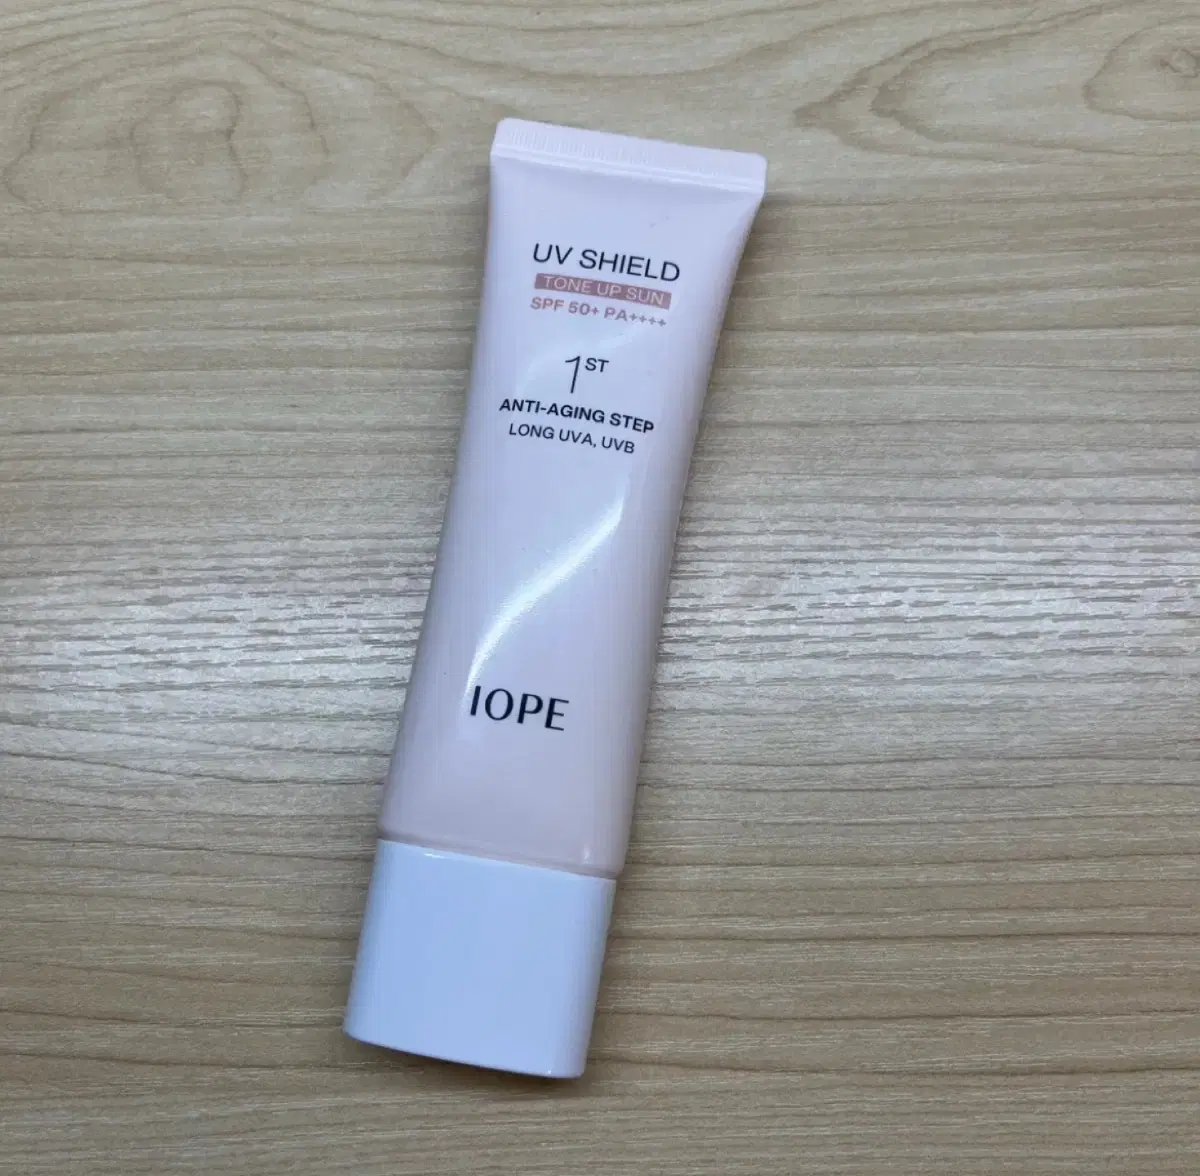 UV SHIELD
TONE UP SUN
SPF 50+ PA++++
1ST
ANTI-AGING STEP
LONG UVA, UVB
IOPE